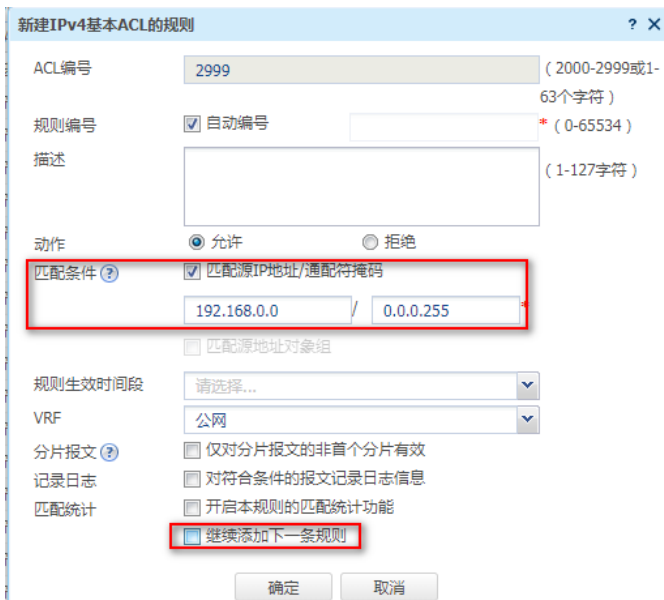 新建IPv4基本ACL的规则 ? X
ACL编号 2999 (2000-2999或1-
63个字符)
规则编号 自动编号 * (0-65534)
描述 (1-127字符)
动作 允许 拒绝
匹配条件 ? 匹配源IP地址/通配符掩码
192.168.0.0 / 0.0.0.255 *
匹配源地址对象组
规则生效时间段 请选择...
VRF 公网
分片报文 ? 仅对分片报文的非首个分片有效
记录日志 对符合条件的报文记录日志信息
匹配统计 开启本规则的匹配统计功能
继续添加下一条规则
确定 取消